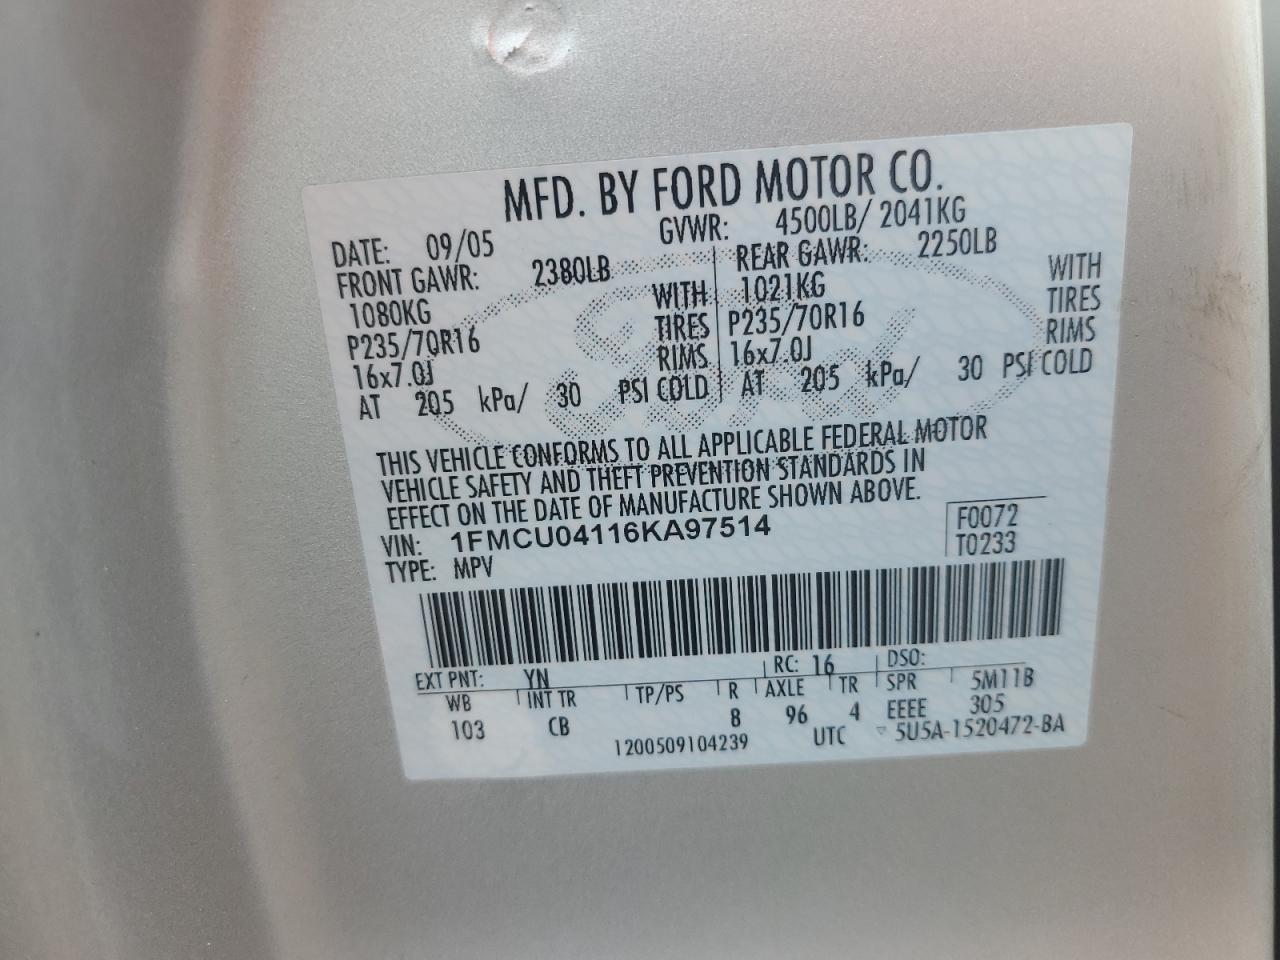 MFD. BY FORD MOTOR CO.
DATE: 09/05 GVWR: 4500LB/ 2041KG
FRONT GAWR: 2380LB REAR GAWR: 2250LB
1080KG WITH 1021KG WITH
P235/70R16 TIRES P235/70R16 TIRES
16x7.0J RIMS 16x7.0J RIMS
AT 205 kPa/ 30 PSI COLD AT 205 kPa/ 30 PSI COLD
THIS VEHICLE CONFORMS TO ALL APPLICABLE FEDERAL MOTOR
VEHICLE SAFETY AND THEFT PREVENTION STANDARDS IN
EFFECT ON THE DATE OF MANUFACTURE SHOWN ABOVE.
VIN: 1FMCU04116KA97514 F0072
TYPE: MPV T0233
EXT PNT: YN RC: 16 DSO:
WB INT TR TP/PS R AXLE TR SPR 5M11B
103 CB 8 96 4 EEEE 305
1200509104239 UTC ▽ 5U5A-1520472-BA